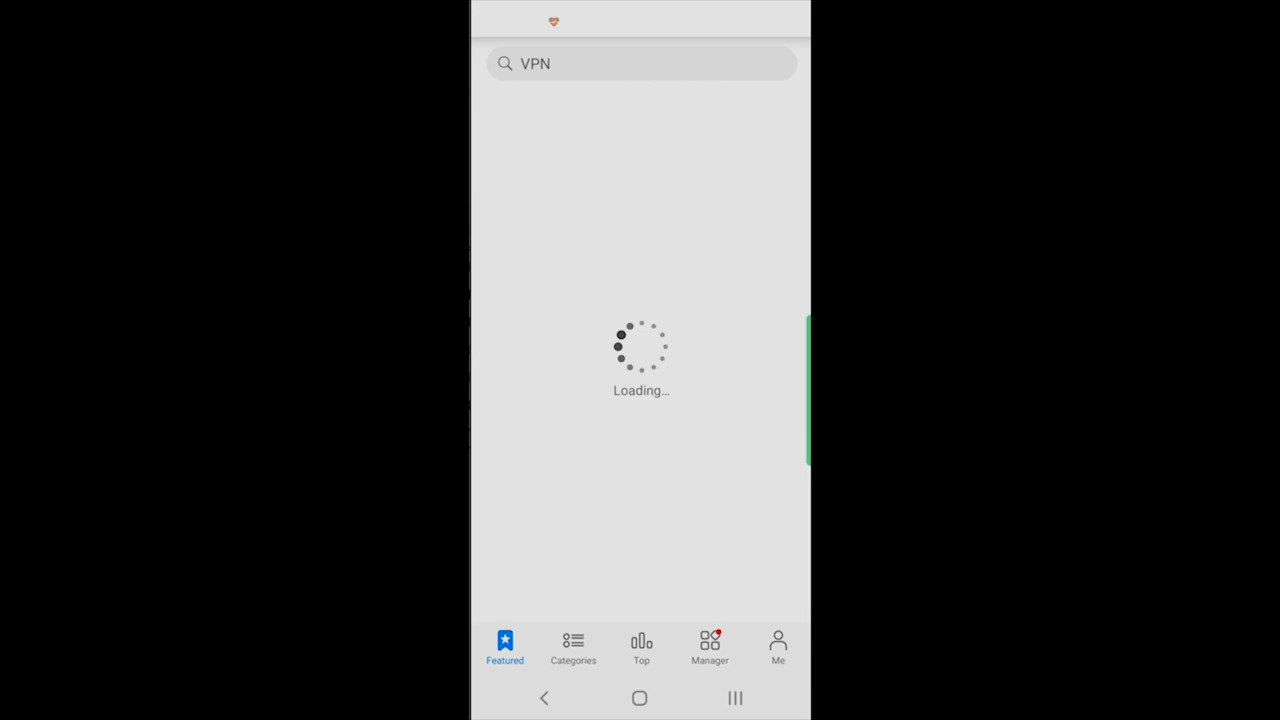 VPN
Loading...
Featured
Categories
Top
Manager
Me